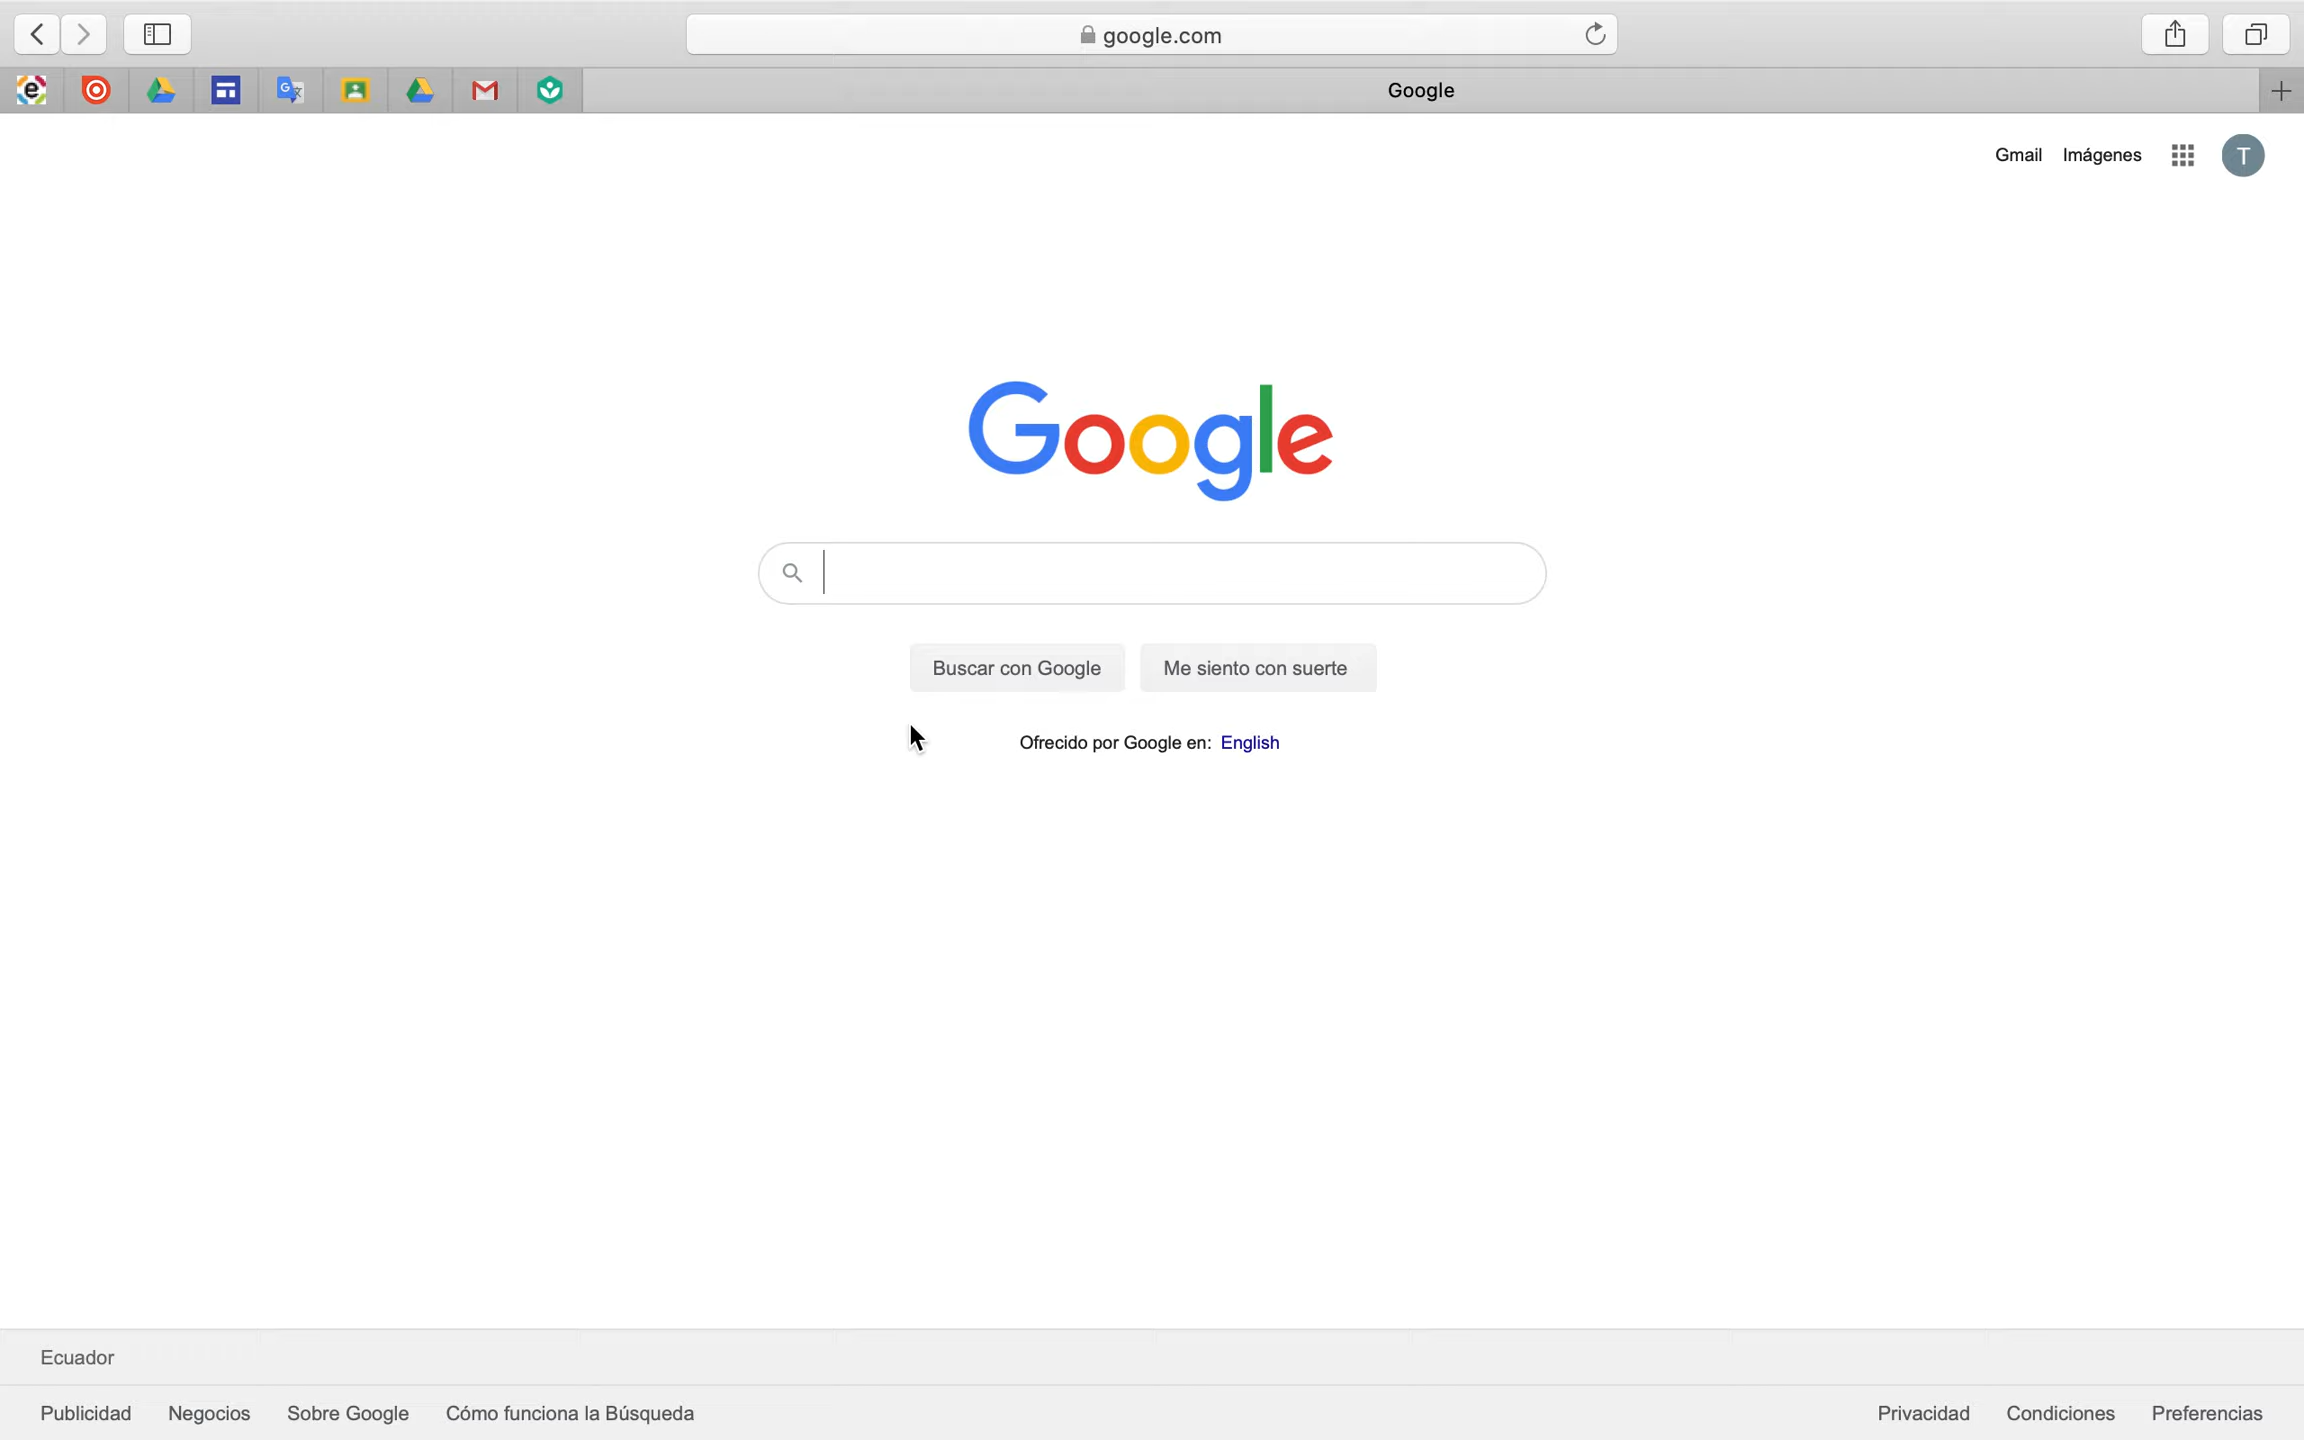 google.com
Google
Gmail Imágenes T
Google
Buscar con Google Me siento con suerte
Ofrecido por Google en: English
Ecuador
Publicidad Negocios Sobre Google Cómo funciona la Búsqueda Privacidad Condiciones Preferencias